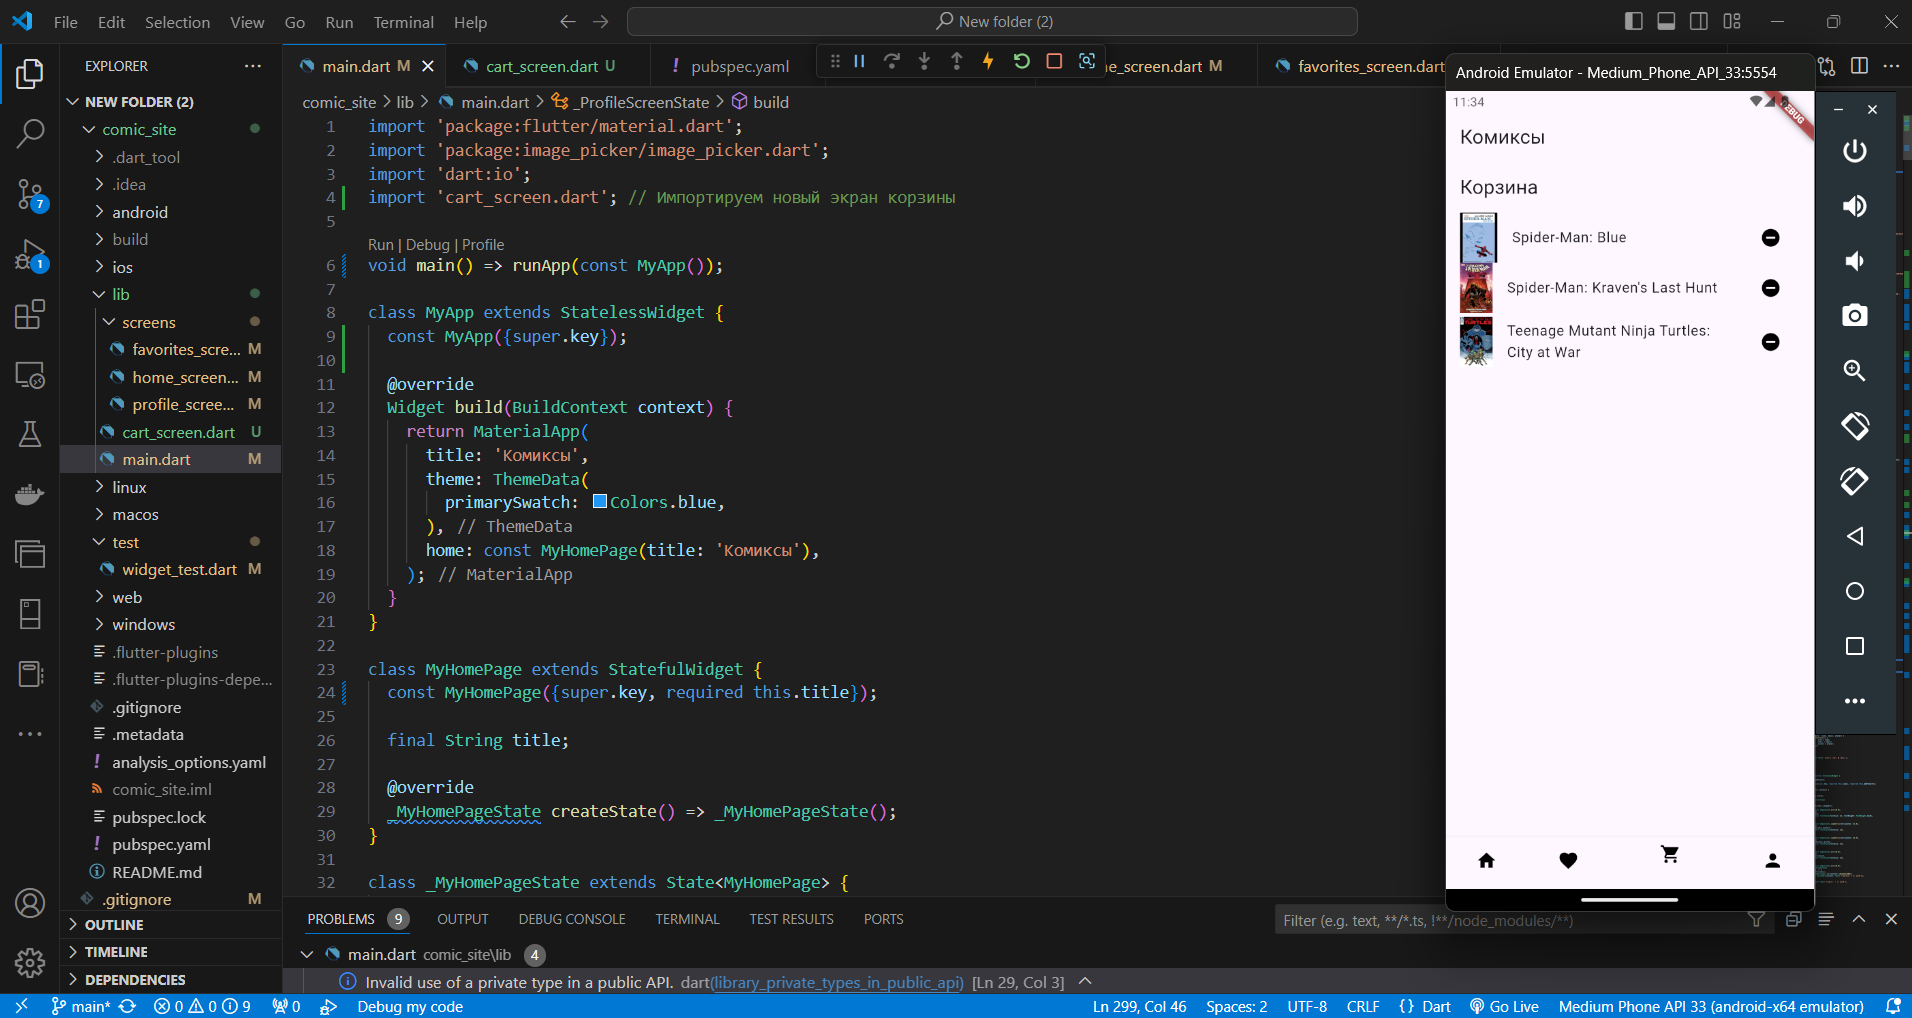 File Edit Selection View Go Run Terminal Help
New folder (2)
EXPLORER
NEW FOLDER (2)
comic_site
.dart_tool
.idea
android
build
ios
lib
screens
favorites_scre... M
home_screen... M
profile_scree... M
cart_screen.dart U
main.dart M
linux
macos
test
widget_test.dart M
web
windows
.flutter-plugins
.flutter-plugins-depe...
.gitignore
.metadata
analysis_options.yaml
comic_site.iml
pubspec.lock
pubspec.yaml
README.md
.gitignore M
OUTLINE
TIMELINE
DEPENDENCIES
7
1
main.dart M
cart_screen.dart U
pubspec.yaml
ne_screen.dart M
favorites_screen.dart
comic_site > lib > main.dart > _ProfileScreenState > build
1 import 'package:flutter/material.dart';
2 import 'package:image_picker/image_picker.dart';
3 import 'dart:io';
4 import 'cart_screen.dart'; // Импортируем новый экран корзины
5
Run | Debug | Profile
6 void main() => runApp(const MyApp());
7
8 class MyApp extends StatelessWidget {
9 const MyApp({super.key});
10
11 @override
12 Widget build(BuildContext context) {
13 return MaterialApp(
14 title: 'Комиксы',
15 theme: ThemeData(
16 primarySwatch: Colors.blue,
17 ), // ThemeData
18 home: const MyHomePage(title: 'Комиксы'),
19 ); // MaterialApp
20 }
21 }
22
23 class MyHomePage extends StatefulWidget {
24 const MyHomePage({super.key, required this.title});
25
26 final String title;
27
28 @override
29 _MyHomePageState createState() => _MyHomePageState();
30 }
31
32 class _MyHomePageState extends State<MyHomePage> {
Android Emulator - Medium_Phone_API_33:5554
11:34
DEBUG
Комиксы
Корзина
Spider-Man: Blue
Spider-Man: Kraven's Last Hunt
Teenage Mutant Ninja Turtles:
City at War
PROBLEMS 9 OUTPUT DEBUG CONSOLE TERMINAL TEST RESULTS PORTS
Filter (e.g. text, **/*.ts, !**/node_modules/**)
main.dart comic_site\lib 4
Invalid use of a private type in a public API. dart(library_private_types_in_public_api) [Ln 29, Col 3]
main* 0 0 9 0 Debug my code
Ln 299, Col 46 Spaces: 2 UTF-8 CRLF {} Dart Go Live Medium Phone API 33 (android-x64 emulator)